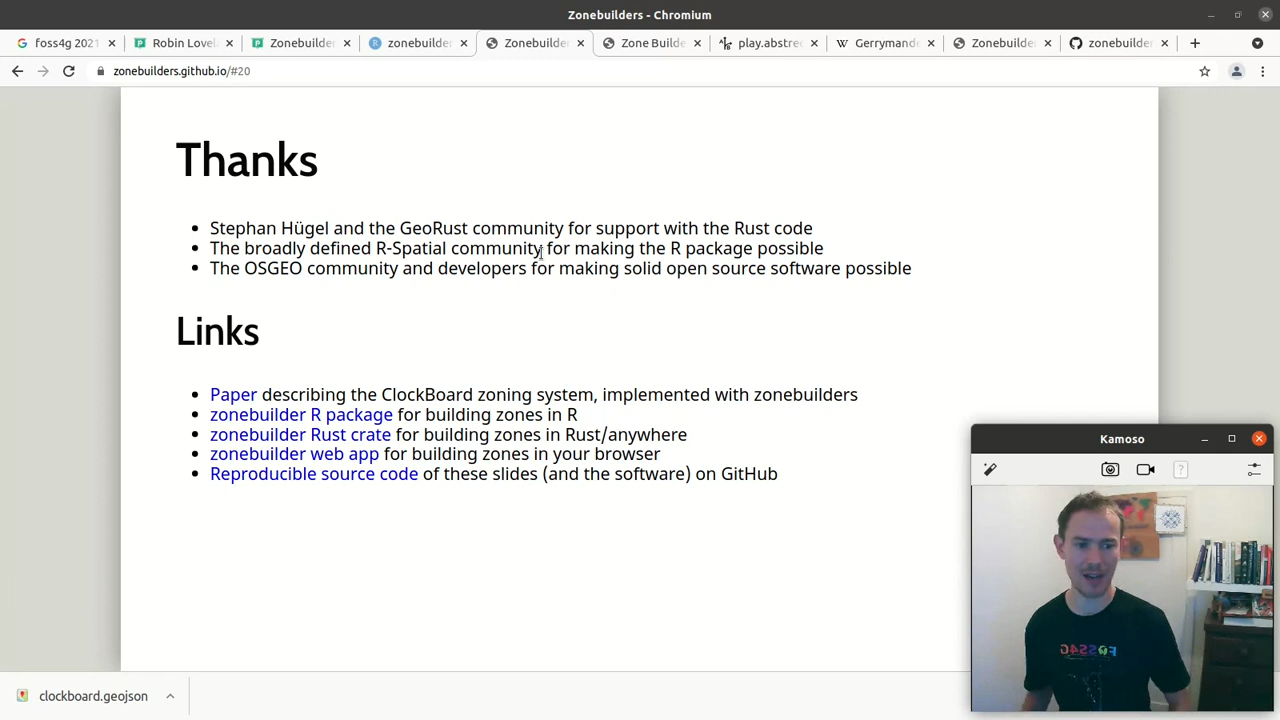 Zonebuilders - Chromium
foss4g 2021
Robin Lovel
Zonebuilde
zonebuilder
Zonebuilde
Zone Builde
play.abstre
Gerrymande
Zonebuilde
zonebuilder
zonebuilders.github.io/#20
Thanks
• Stephan Hügel and the GeoRust community for support with the Rust code
• The broadly defined R-Spatial community for making the R package possible
• The OSGEO community and developers for making solid open source software possible
Links
• Paper describing the ClockBoard zoning system, implemented with zonebuilders
• zonebuilder R package for building zones in R
• zonebuilder Rust crate for building zones in Rust/anywhere
• zonebuilder web app for building zones in your browser
• Reproducible source code of these slides (and the software) on GitHub
Kamoso
FOSS4G
clockboard.geojson